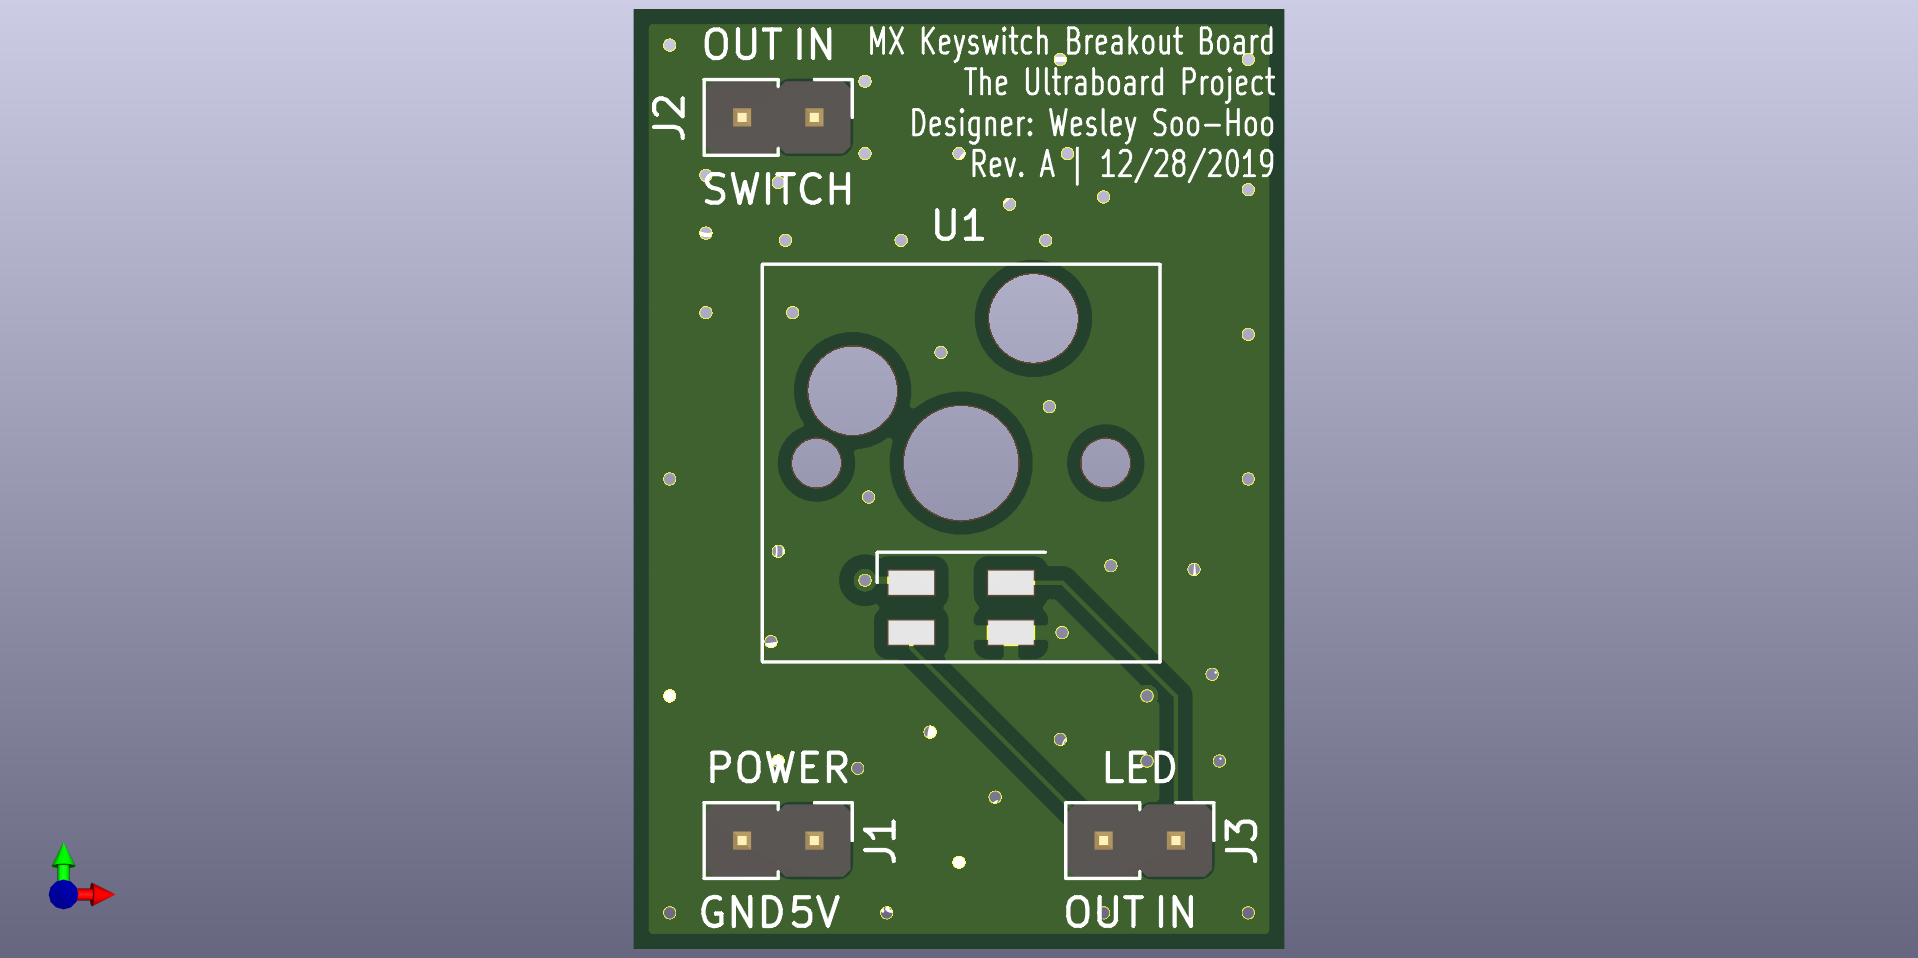 OUT IN
MX Keyswitch Breakout Board
The Ultraboard Project
Designer: Wesley Soo-Hoo
Rev. A | 12/28/2019
J2
SWITCH
U1
POWER
LED
J1
J3
GND 5V
OUT IN